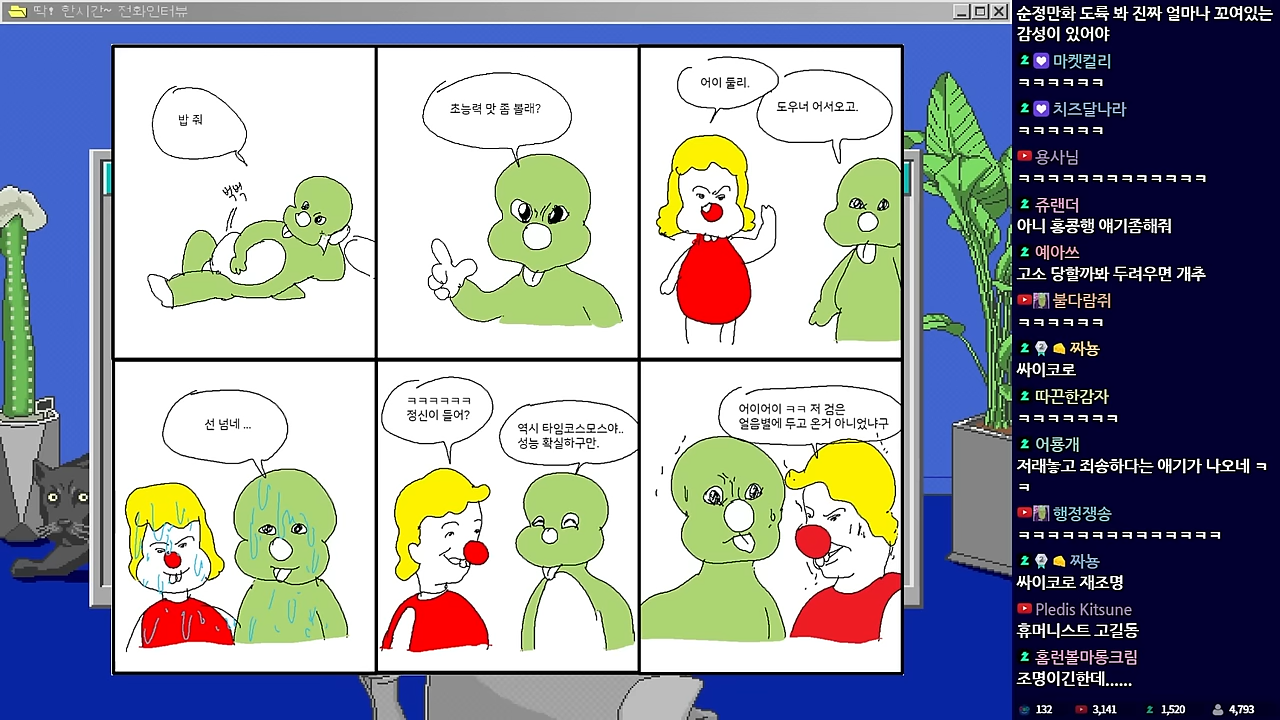 딱! 한시간~ 전화인터뷰
밥 줘
벅벅
초능력 맛 좀 볼래?
어이 둘리.
도우너 어서오고.
선 넘네 ...
ㅋㅋㅋㅋㅋㅋ
정신이 들어?
역시 타임코스모스야..
성능 확실하구만.
어이어이 ㅋㅋ 저 검은
얼음별에 두고 온거 아니었냐구
순정만화 도륙 봐 진짜 얼마나 꼬여있는
감성이 있어야
마켓컬리
ㅋㅋㅋㅋㅋㅋ
치즈달나라
ㅋㅋㅋㅋㅋㅋ
용사님
ㅋㅋㅋㅋㅋㅋㅋㅋㅋㅋㅋㅋㅋ
쥬랜더
아니 홍콩행 얘기좀해줘
예아쓰
고소 당할까봐 두려우면 개추
불다람쥐
ㅋㅋㅋㅋㅋㅋ
짜뇽
싸이코로
따끈한감자
ㅋㅋㅋㅋㅋㅋㅋ
어룡개
저래놓고 죄송하다는 얘기가 나오네 ㅋ
ㅋ
행정쟁송
ㅋㅋㅋㅋㅋㅋㅋㅋㅋㅋㅋㅋㅋㅋ
짜뇽
싸이코로 재조명
Pledis Kitsune
휴머니스트 고길동
홈런볼마롱크림
조명이긴한데......
132 3,141 1,520 4,793